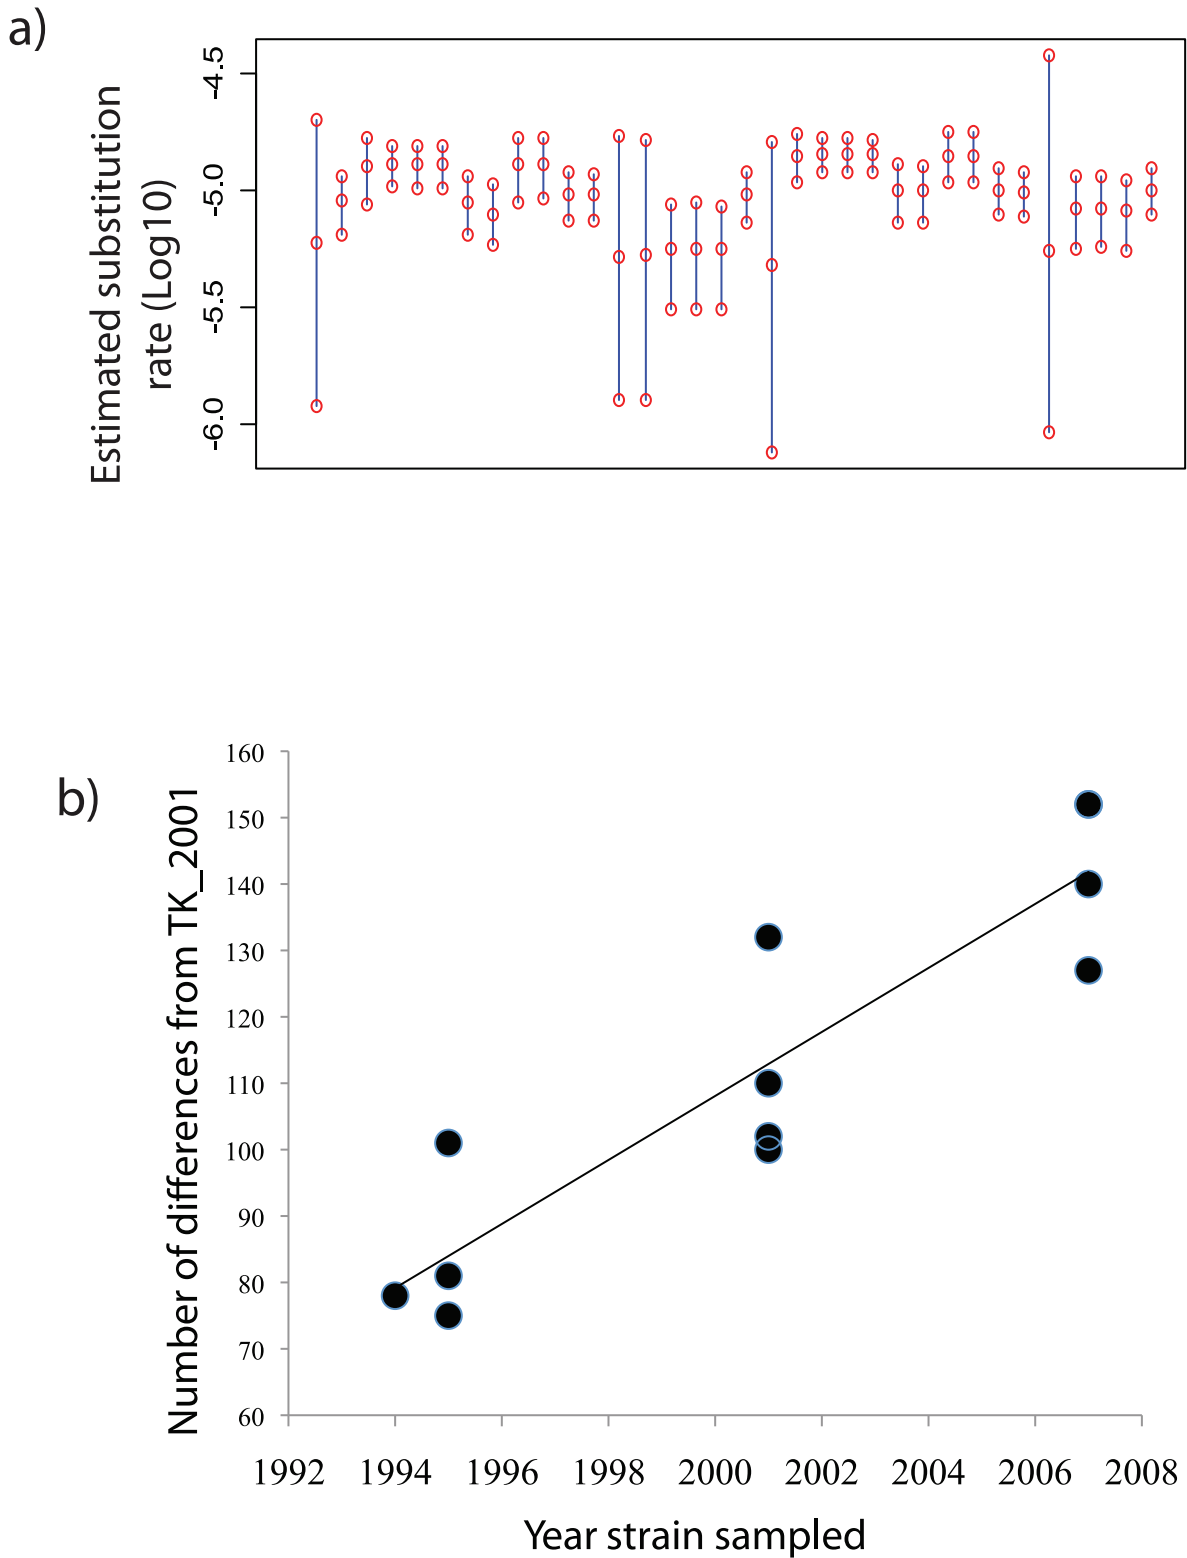 a)
Estimated substitution
rate (Log10)
-4.5
-5.0
-5.5
-6.0
b)
Number of differences from TK_2001
160
150
140
130
120
110
100
90
80
70
60
1992 1994 1996 1998 2000 2002 2004 2006 2008
Year strain sampled